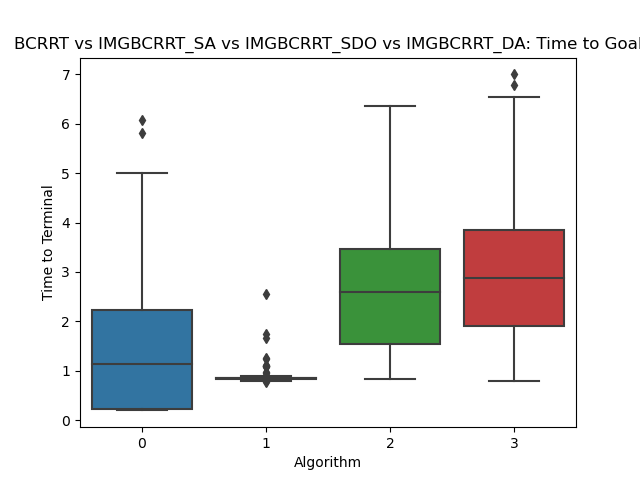 BCRRT vs IMGBCRRT_SA vs IMGBCRRT_SDO vs IMGBCRRT_DA: Time to Goal
7
6
5
4
3
2
1
0
Time to Terminal
0 1 2 3
Algorithm